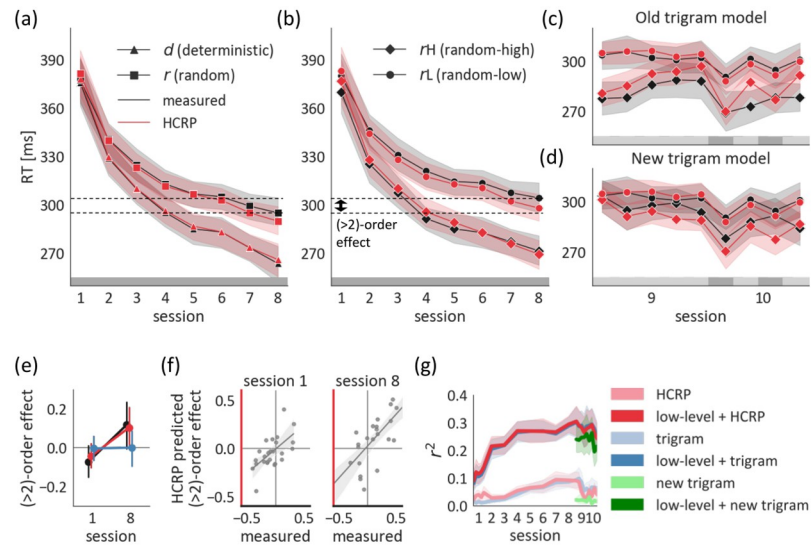 (a)
d (deterministic)
r (random)
measured
HCRP
RT [ms]
390
360
330
300
270
1 2 3 4 5 6 7 8
session
(b)
rH (random-high)
rL (random-low)
(>2)-order
effect
1 2 3 4 5 6 7 8
session
(c)
Old trigram model
300
270
(d)
New trigram model
300
270
9 10
session
(e)
(>2)-order effect
0.2
0.0
−0.2
1 8
session
(f)
session 1 session 8
HCRP predicted
(>2)-order effect
0.5
0.0
−0.5
−0.5 0.5 −0.5 0.5
measured measured
(g)
r²
0.4
0.3
0.2
0.1
0.0
1 2 3 4 5 6 7 8 9 10
session
HCRP
low-level + HCRP
trigram
low-level + trigram
new trigram
low-level + new trigram